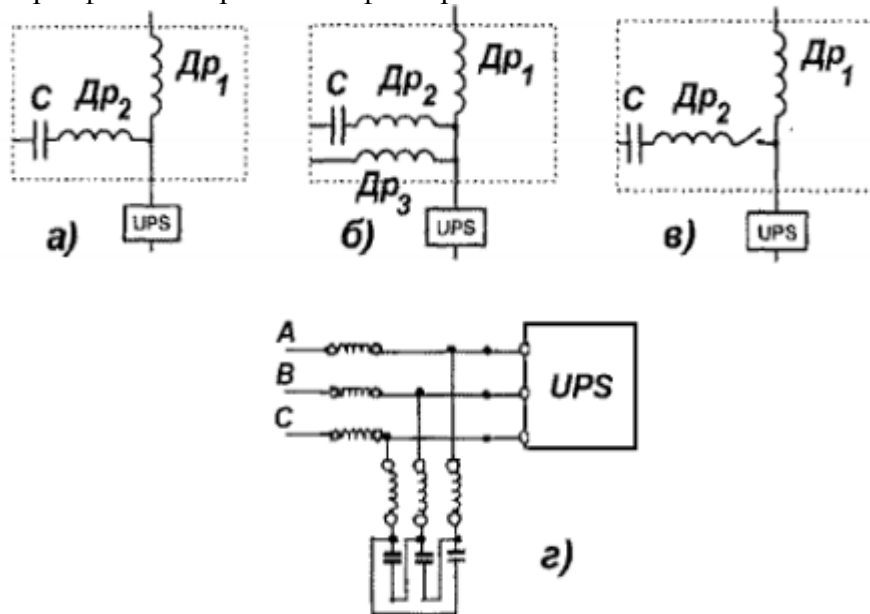 C Др₂ Др₁
UPS
а)
C Др₂ Др₁
Др₃
UPS
б)
C Др₂ Др₁
UPS
в)
A
B
C
UPS
г)